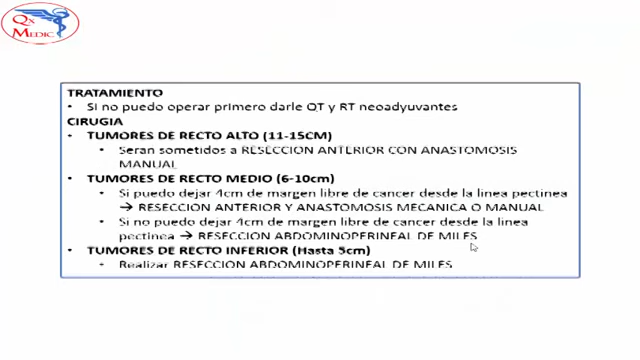 Qx
MEDIC
TRATAMIENTO
• Si no puedo operar primero darle QT y RT neoadyuvantes
CIRUGIA
• TUMORES DE RECTO ALTO (11-15CM)
• Seran sometidos a RESECCION ANTERIOR CON ANASTOMOSIS
MANUAL
• TUMORES DE RECTO MEDIO (6-10cm)
• Si puedo dejar 4cm de margen libre de cancer desde la linea pectinea
→ RESECCION ANTERIOR Y ANASTOMOSIS MECANICA O MANUAL
• Si no puedo dejar 4cm de margen libre de cancer desde la linea
pectinea → RESECCION ABDOMINOPERINEAL DE MILES
• TUMORES DE RECTO INFERIOR (Hasta 5cm)
• Realizar RESECCION ABDOMINOPERINEAL DE MILES